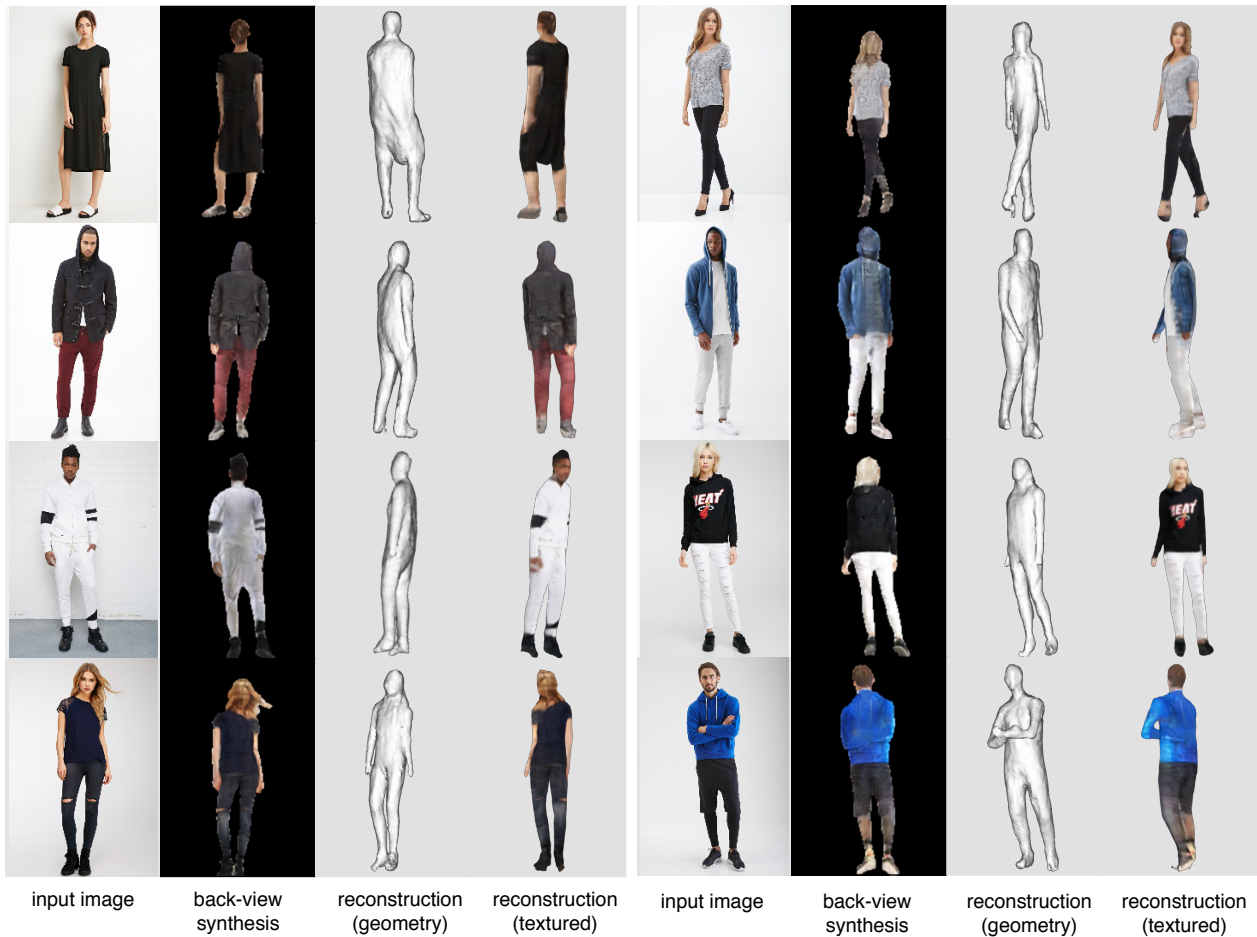 HEAT
HEAT
input image
back-view
synthesis
reconstruction
(geometry)
reconstruction
(textured)
input image
back-view
synthesis
reconstruction
(geometry)
reconstruction
(textured)